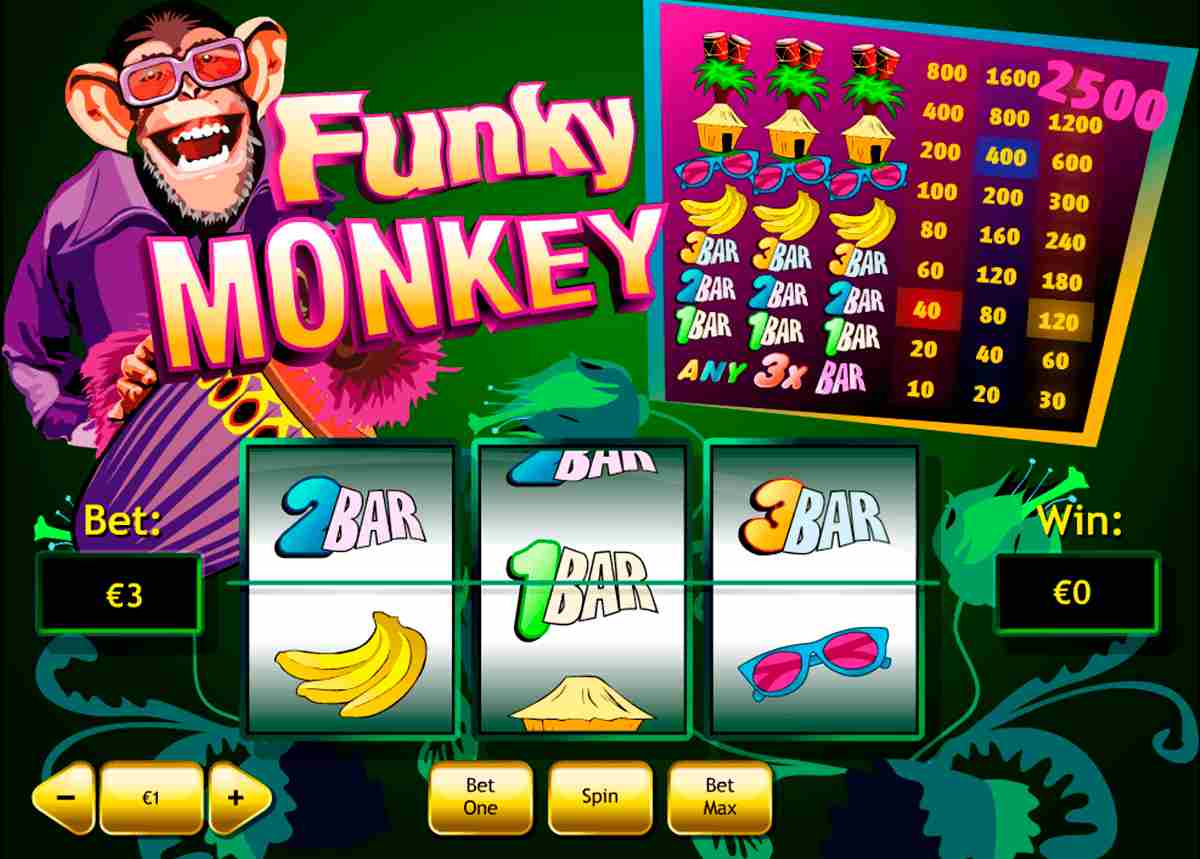 Funky
MONKEY
800 1600 2500
400 800 1200
200 400 600
100 200 300
3BAR 3BAR 3BAR 80 160 240
2BAR 2BAR 2BAR 60 120 180
1BAR 1BAR 1BAR 40 80 120
20 40 60
ANY 3x BAR 10 20 30
2BAR
2BAR
3BAR
1BAR
Bet:
€3
Win:
€0
€1
Bet
One
Spin
Bet
Max